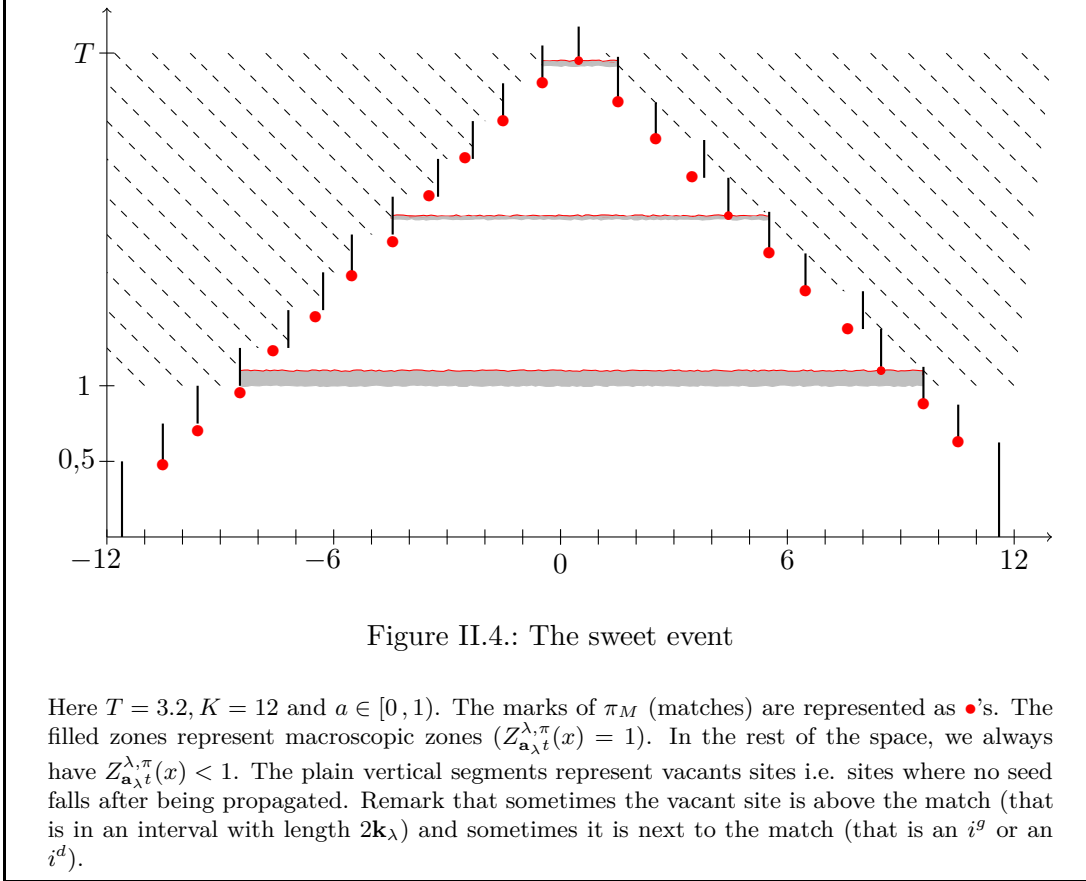 T
1
0,5
−12 −6 0 6 12
Figure II.4.: The sweet event
Here T = 3.2, K = 12 and a ∈ [0 , 1). The marks of π_M (matches) are represented as •'s. The
filled zones represent macroscopic zones (Z^{λ,π}_{a_λ t}(x) = 1). In the rest of the space, we always
have Z^{λ,π}_{a_λ t}(x) < 1. The plain vertical segments represent vacants sites i.e. sites where no seed
falls after being propagated. Remark that sometimes the vacant site is above the match (that
is in an interval with length 2k_λ) and sometimes it is next to the match (that is an i^g or an
i^d).